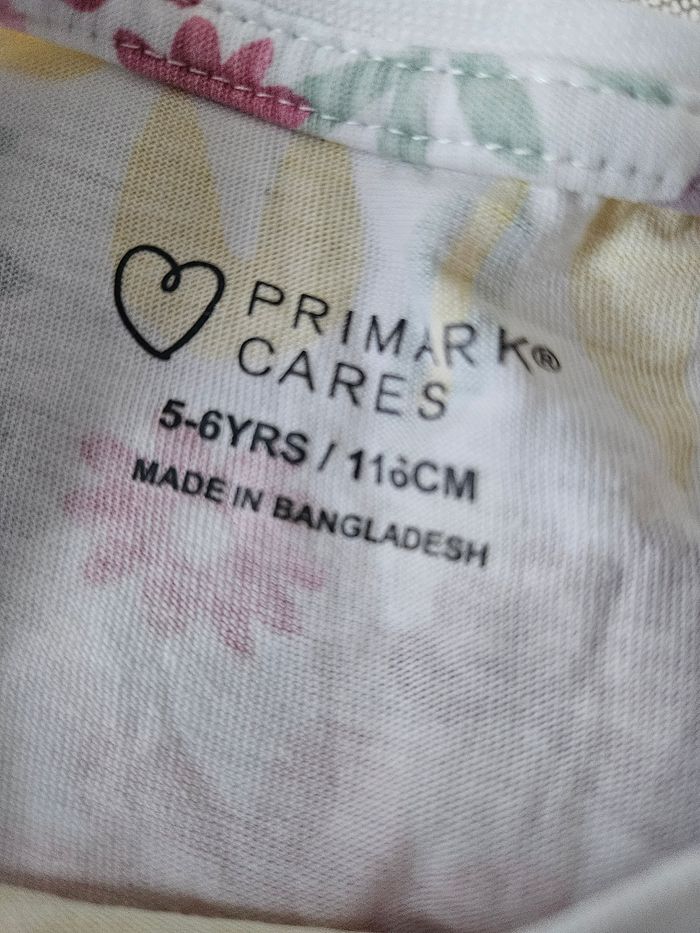 PRIMARK®
CARES
5-6YRS / 116CM
MADE IN BANGLADESH